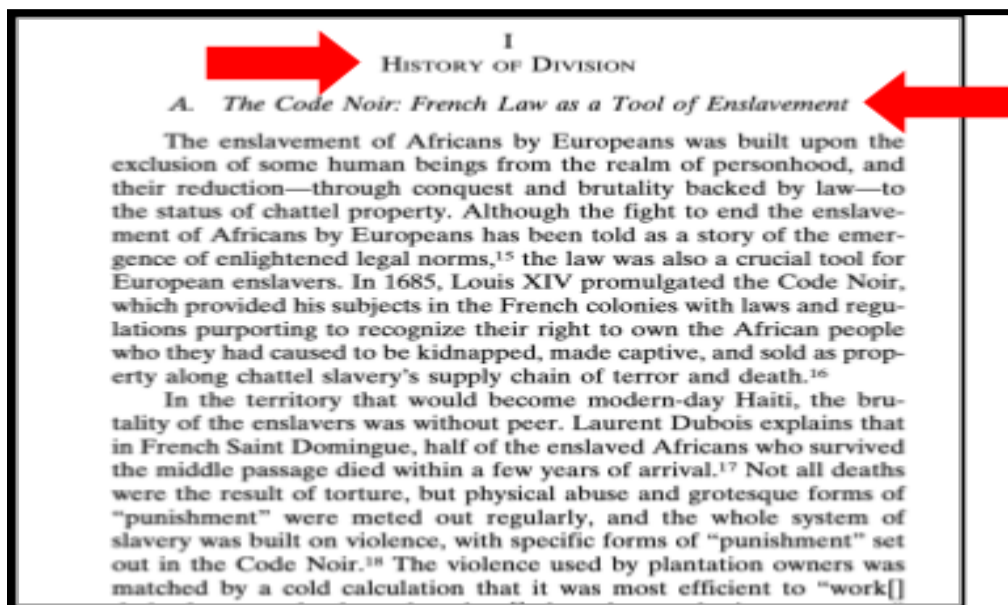 I
HISTORY OF DIVISION
A. The Code Noir: French Law as a Tool of Enslavement
The enslavement of Africans by Europeans was built upon the
exclusion of some human beings from the realm of personhood, and
their reduction—through conquest and brutality backed by law—to
the status of chattel property. Although the fight to end the enslave-
ment of Africans by Europeans has been told as a story of the emer-
gence of enlightened legal norms,¹⁵ the law was also a crucial tool for
European enslavers. In 1685, Louis XIV promulgated the Code Noir,
which provided his subjects in the French colonies with laws and regu-
lations purporting to recognize their right to own the African people
who they had caused to be kidnapped, made captive, and sold as prop-
erty along chattel slavery's supply chain of terror and death.¹⁶
In the territory that would become modern-day Haiti, the bru-
tality of the enslavers was without peer. Laurent Dubois explains that
in French Saint Domingue, half of the enslaved Africans who survived
the middle passage died within a few years of arrival.¹⁷ Not all deaths
were the result of torture, but physical abuse and grotesque forms of
“punishment” were meted out regularly, and the whole system of
slavery was built on violence, with specific forms of “punishment” set
out in the Code Noir.¹⁸ The violence used by plantation owners was
matched by a cold calculation that it was most efficient to “work[]